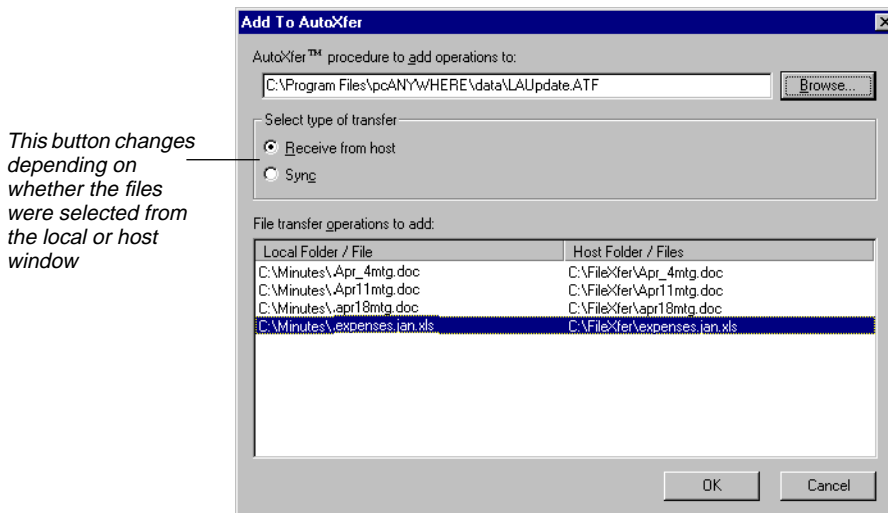 Add To AutoXfer
AutoXfer™ procedure to add operations to:
C:\Program Files\pcANYWHERE\data\LAUpdate.ATF
Browse...
This button changes
depending on
whether the files
were selected from
the local or host
window
Select type of transfer
Receive from host
Sync
File transfer operations to add:
Local Folder / File Host Folder / Files
C:\Minutes\.Apr_4mtg.doc C:\FileXfer\Apr_4mtg.doc
C:\Minutes\.Apr11mtg.doc C:\FileXfer\Apr11mtg.doc
C:\Minutes\.apr18mtg.doc C:\FileXfer\apr18mtg.doc
C:\Minutes\.expenses.jan.xls C:\FileXfer\expenses.jan.xls
OK Cancel